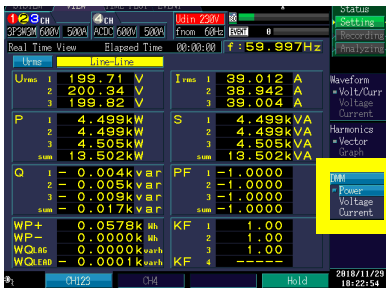 SYSTEM VIEW TIME PLOT EVENT
Status
123CH 4CH Udin 230V
Setting
3P3W3M 600V 500A ACDC 600V 500A fnom 60Hz EVENT 0
Recording
Real Time View Elapsed Time 00:00:00 f:59.997Hz
Analyzing
Urms Line-Line
Urms 1 199.71 V Irms 1 39.012 A
2 200.34 V 2 38.942 A
3 199.82 V 3 39.004 A
P 1 4.499kW S 1 4.499kVA
2 4.499kW 2 4.499kVA
3 4.505kW 3 4.505kVA
sum 13.502kW sum 13.502kVA
Q 1 - 0.004kvar PF 1 -1.0000
2 - 0.005kvar 2 -1.0000
3 - 0.009kvar 3 -1.0000
sum - 0.017kvar sum -1.0000
WP+ 0.0578k Wh KF 1 1.00
WP- 0.0000k Wh 2 1.00
WQLAG 0.0000k varh 3 1.00
WQLEAD - 0.0001k varh KF 4 -----
Waveform
Volt/Curr
Voltage
Current
Harmonics
Vector
Graph
DMM
Power
Voltage
Current
CH123 CH4 Hold
2018/11/29
18:22:54